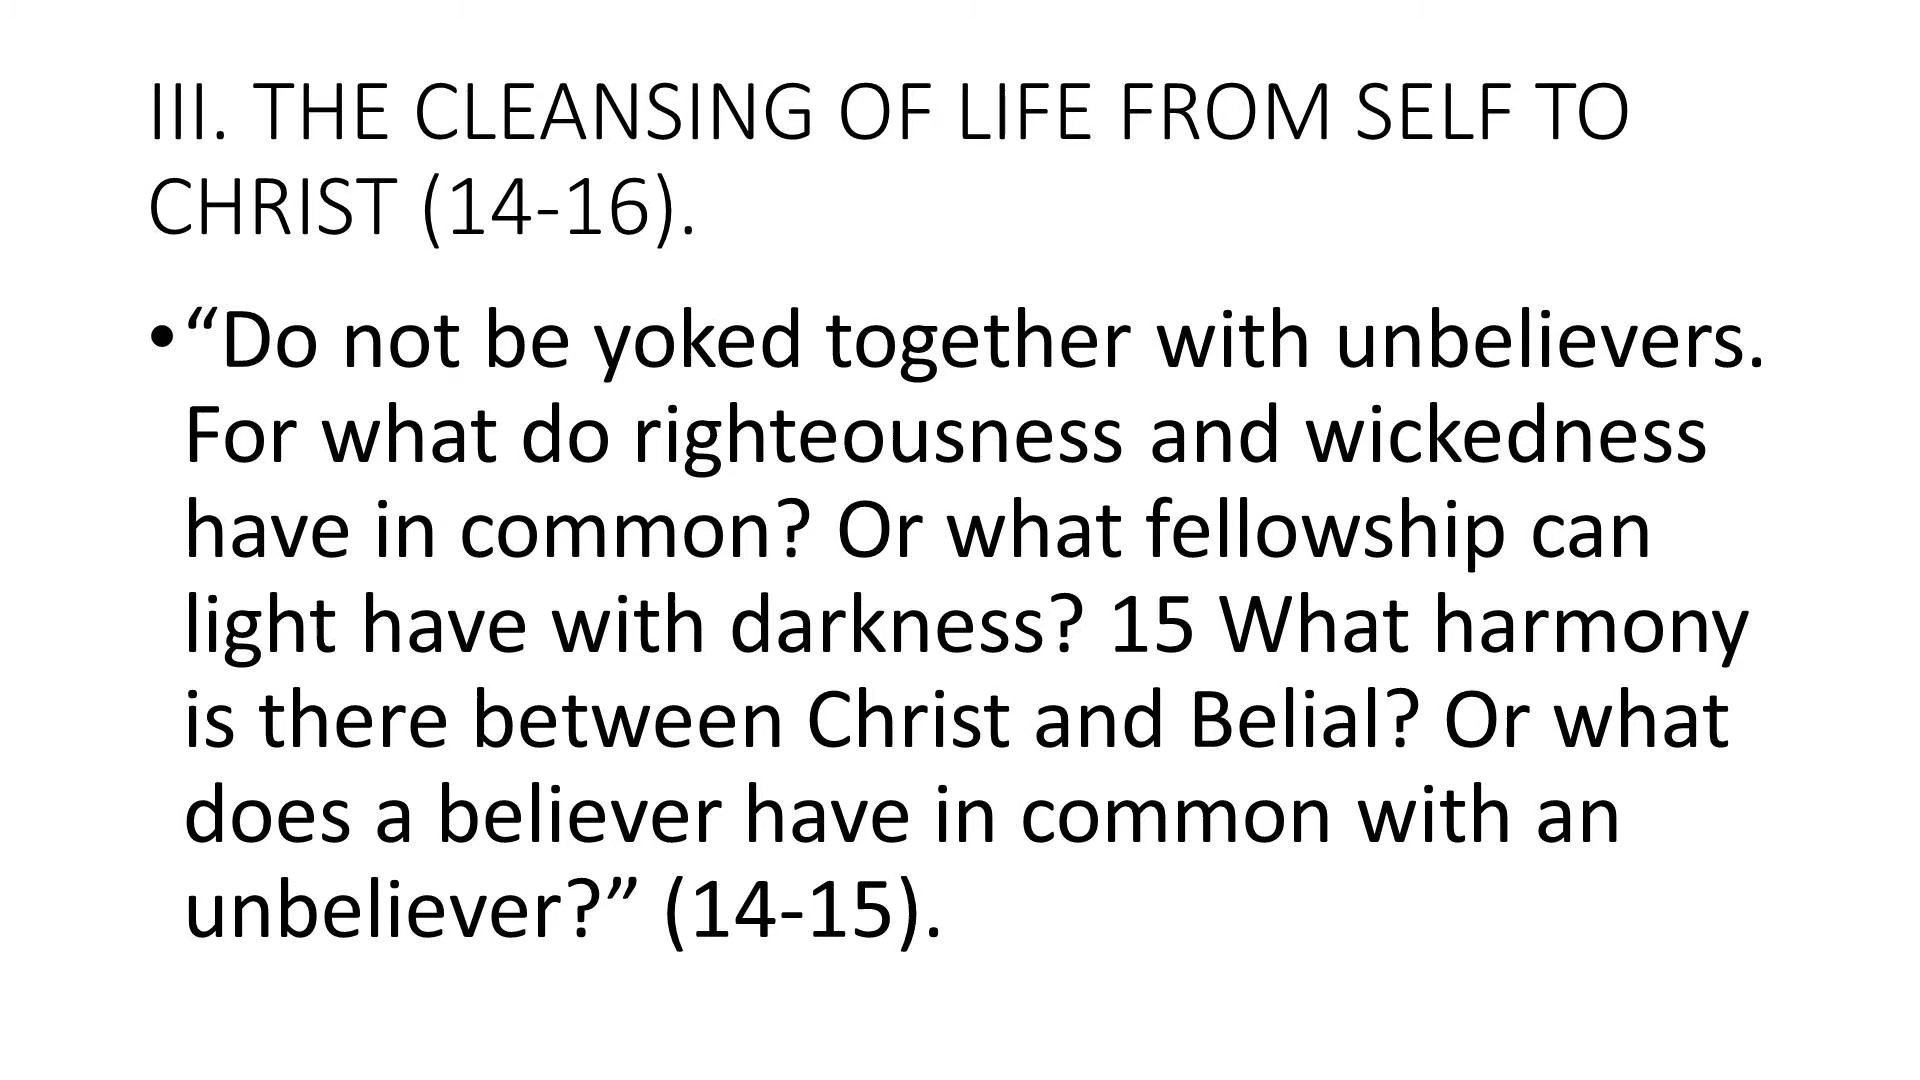 III. THE CLEANSING OF LIFE FROM SELF TO
CHRIST (14-16).
•“Do not be yoked together with unbelievers.
For what do righteousness and wickedness
have in common? Or what fellowship can
light have with darkness? 15 What harmony
is there between Christ and Belial? Or what
does a believer have in common with an
unbeliever?” (14-15).